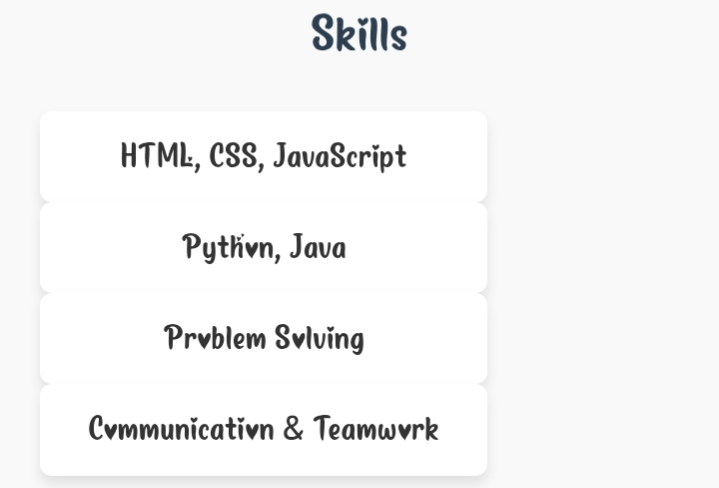 Skills
HTML, CSS, JavaScript
Python, Java
Problem Solving
Communication & Teamwork